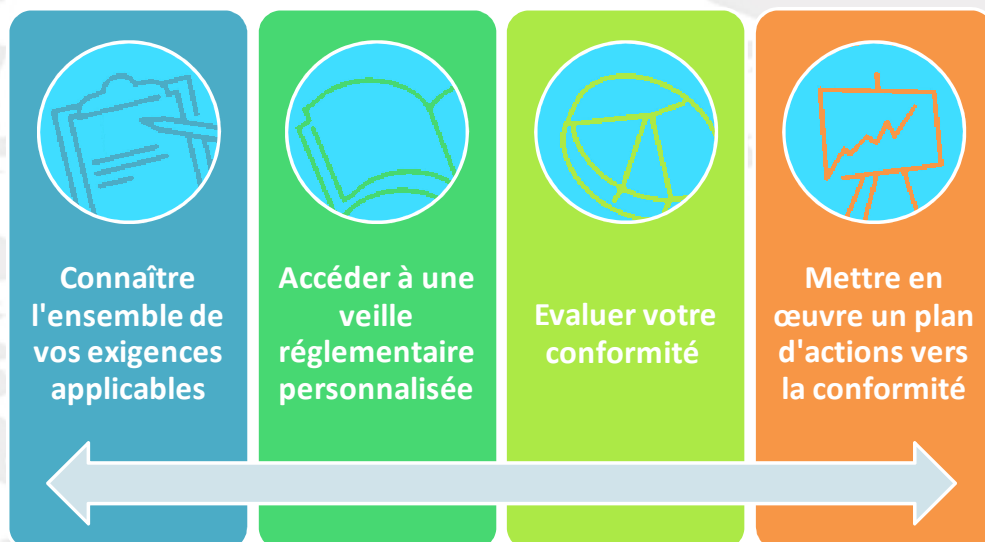 Connaître
l'ensemble de
vos exigences
applicables
Accéder à une
veille
réglementaire
personnalisée
Evaluer votre
conformité
Mettre en
œuvre un plan
d'actions vers
la conformité